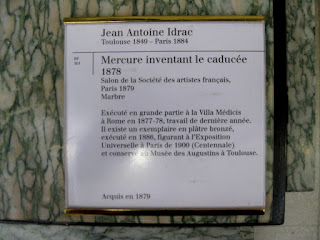 Jean Antoine Idrac
Toulouse 1849 - Paris 1884
RF
Mercure inventant le caducée
1878
Salon de la Société des artistes français,
Paris 1879
Marbre
Exécuté en grande partie à la Villa Médicis
à Rome en 1877-78, travail de dernière année.
Il existe un exemplaire en plâtre bronzé,
exécuté en 1886, figurant à l'Exposition
Universelle à Paris de 1900 (Centennale)
et conservé au Musée des Augustins à Toulouse.
Acquis en 1879